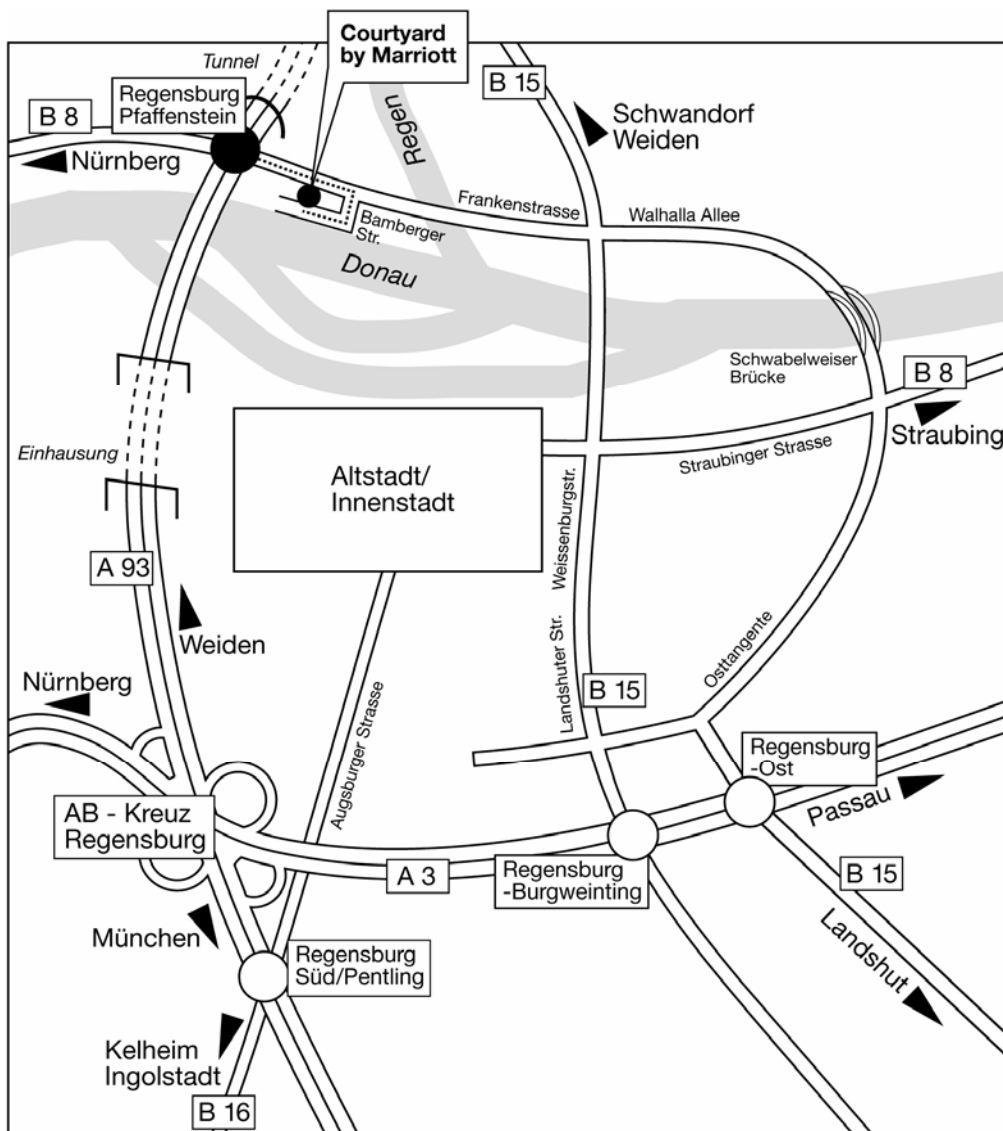 Courtyard
by Marriott
Tunnel
Regensburg
Pfaffenstein
B 8
Nürnberg
B 15
Schwandorf
Weiden
Regen
Frankenstrasse
Walhalla Allee
Bamberger
Str.
Donau
Schwabelweiser
Brücke
B 8
Straubing
Straubinger Strasse
Einhausung
Altstadt/
Innenstadt
Weissenburgstr.
A 93
Weiden
Landshuter Str.
Osttangente
B 15
Nürnberg
Augsburger Strasse
Regensburg
-Ost
Passau
AB - Kreuz
Regensburg
A 3
Regensburg
-Burgweinting
B 15
Landshut
München
Regensburg
Süd/Pentling
Kelheim
Ingolstadt
B 16